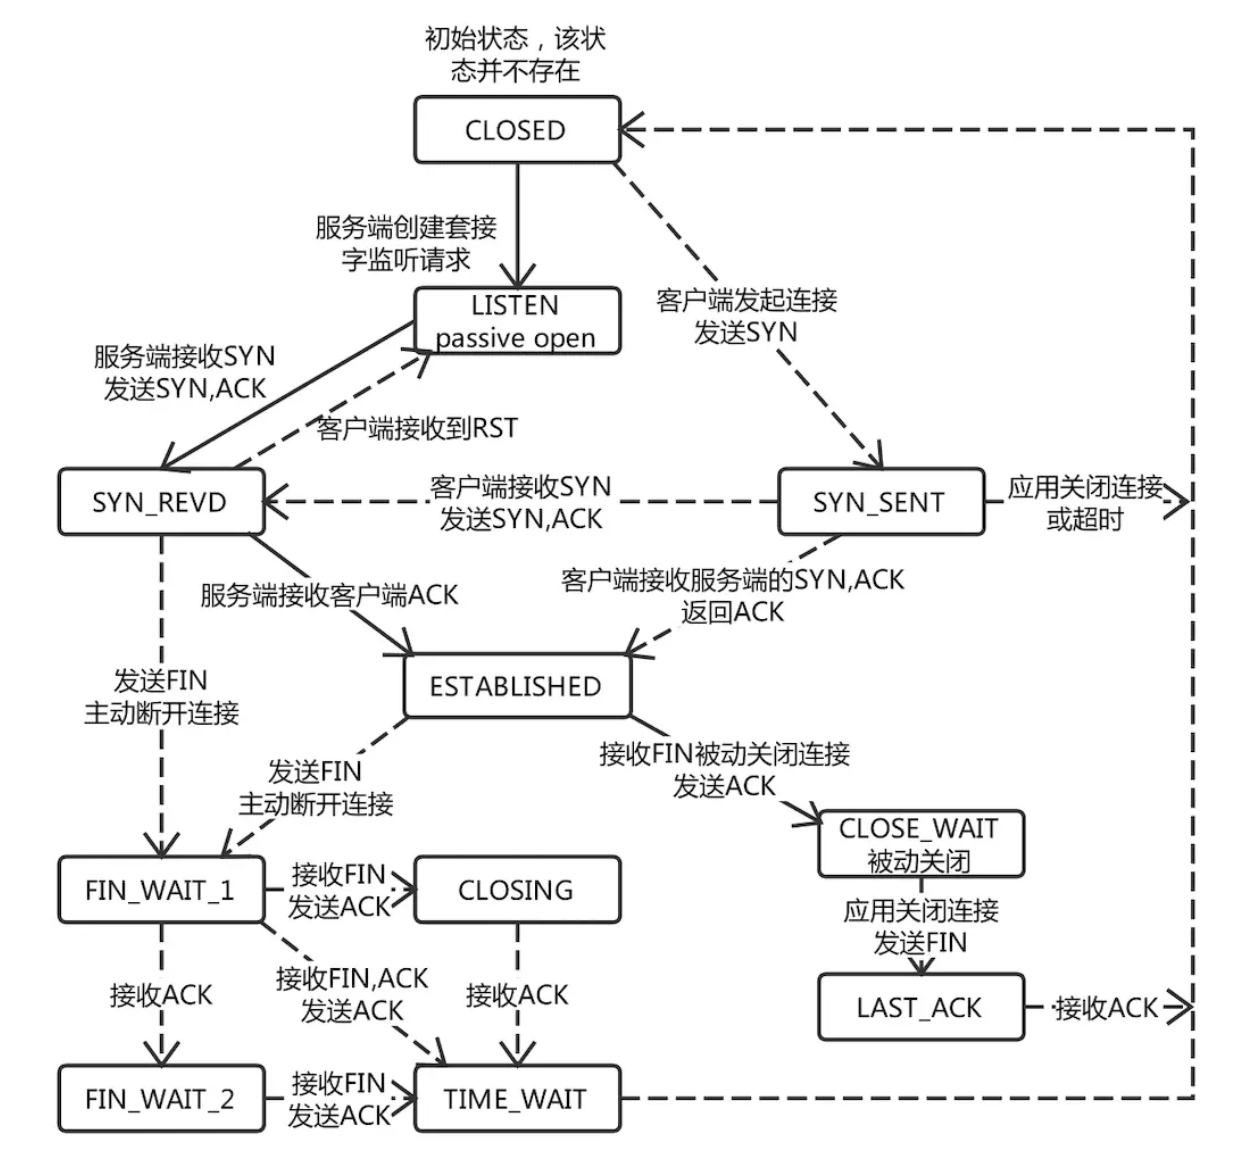 初始状态，该状
态并不存在
CLOSED
服务端创建套接
字监听请求
LISTEN
passive open
客户端发起连接
发送SYN
服务端接收SYN
发送SYN,ACK
客户端接收到RST
SYN_REVD
客户端接收SYN
发送SYN,ACK
SYN_SENT
应用关闭连接
或超时
服务端接收客户端ACK
客户端接收服务端的SYN,ACK
返回ACK
ESTABLISHED
发送FIN
主动断开连接
发送FIN
主动断开连接
接收FIN被动关闭连接
发送ACK
CLOSE_WAIT
被动关闭
FIN_WAIT_1
接收FIN
发送ACK
CLOSING
应用关闭连接
发送FIN
接收ACK
接收FIN,ACK
发送ACK
接收ACK
LAST_ACK
接收ACK
FIN_WAIT_2
接收FIN
发送ACK
TIME_WAIT